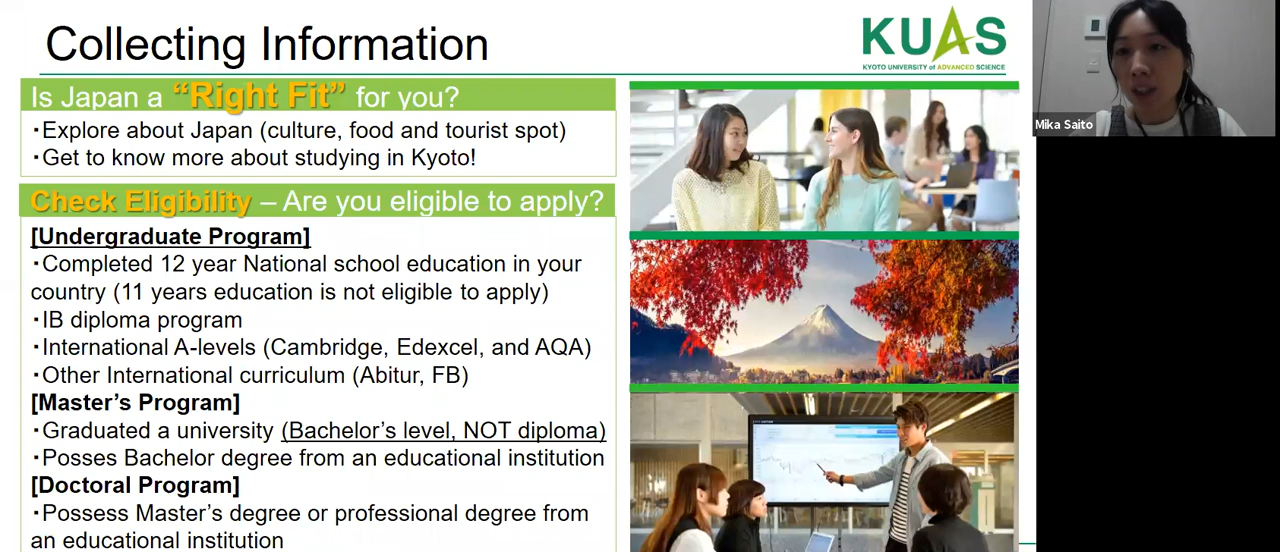 Collecting Information
KUAS
KYOTO UNIVERSITY of ADVANCED SCIENCE
Is Japan a “Right Fit” for you?
・Explore about Japan (culture, food and tourist spot)
・Get to know more about studying in Kyoto!
Check Eligibility – Are you eligible to apply?
[Undergraduate Program]
・Completed 12 year National school education in your
country (11 years education is not eligible to apply)
・IB diploma program
・International A-levels (Cambridge, Edexcel, and AQA)
・Other International curriculum (Abitur, FB)
[Master’s Program]
・Graduated a university (Bachelor’s level, NOT diploma)
・Posses Bachelor degree from an educational institution
[Doctoral Program]
・Possess Master’s degree or professional degree from
an educational institution
Mika Saito